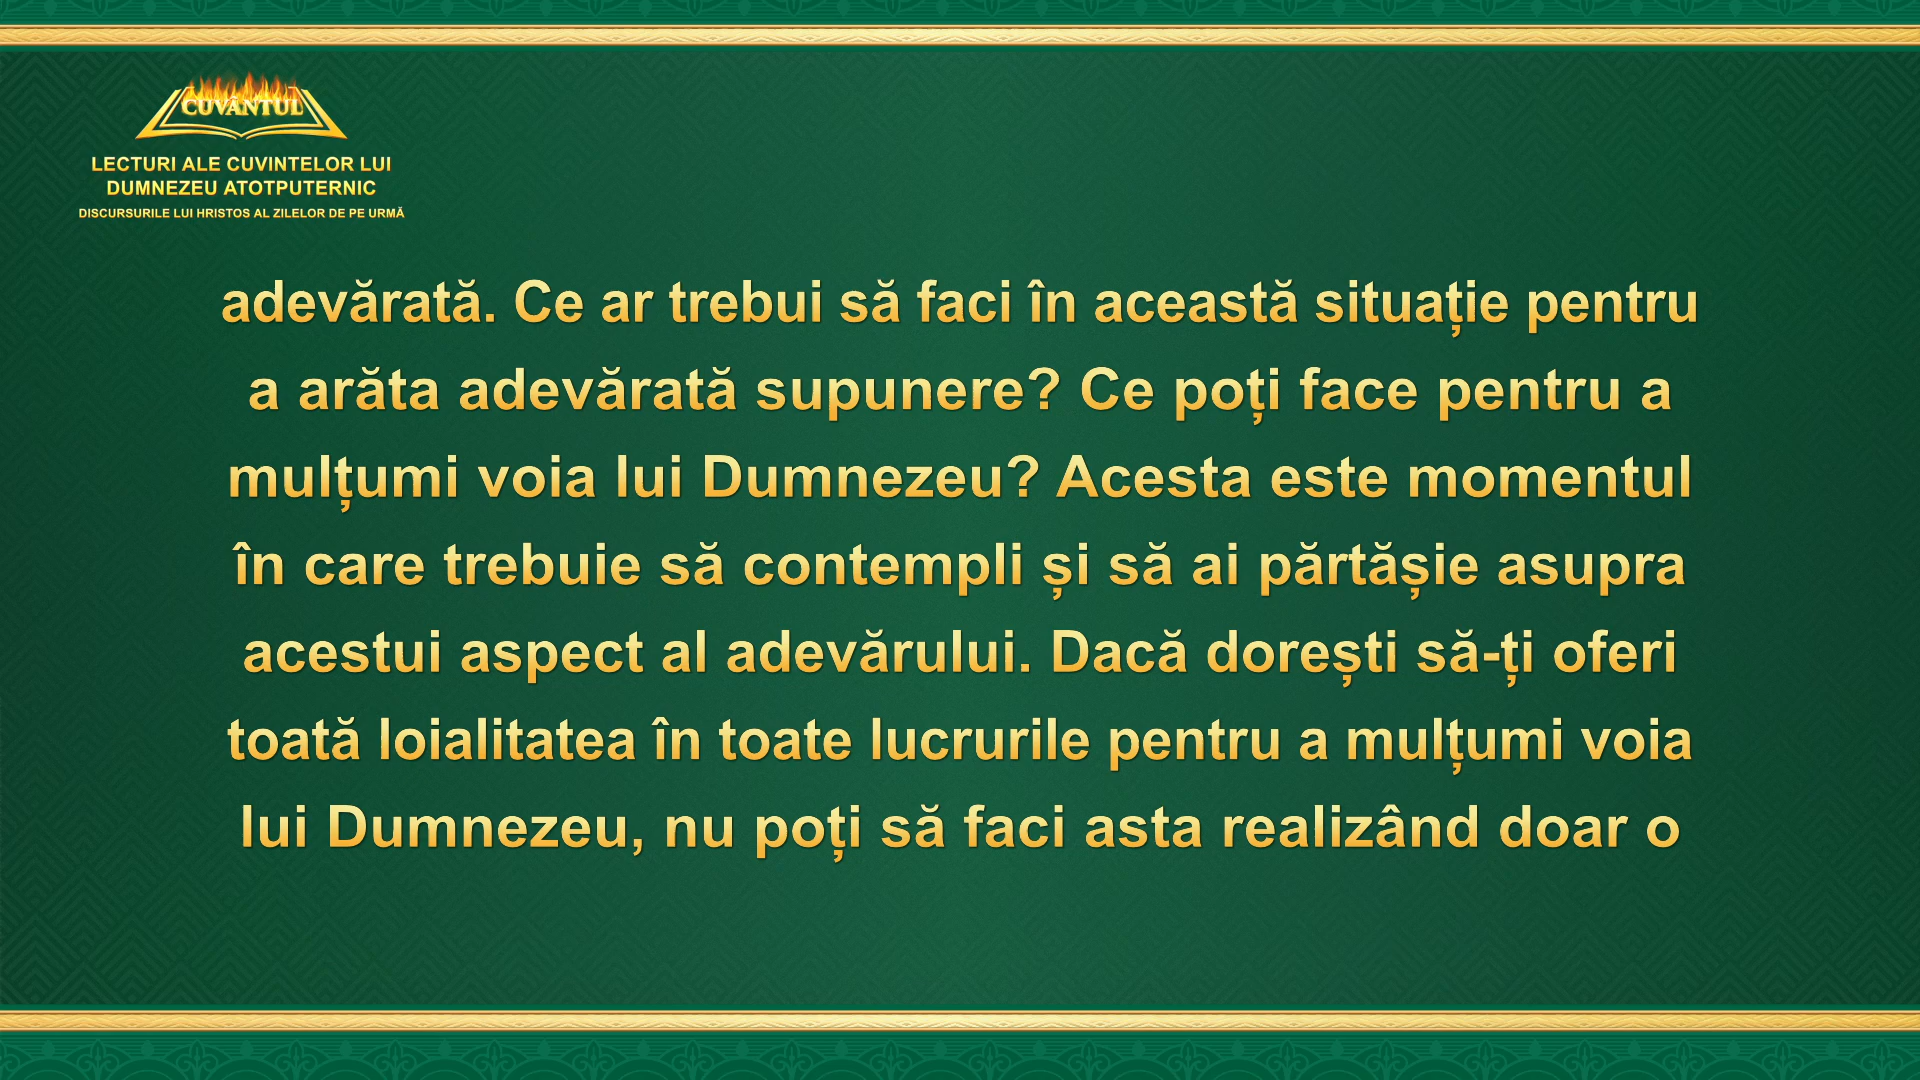 CUVÂNTUL
LECTURI ALE CUVINTELOR LUI
DUMNEZEU ATOTPUTERNIC
DISCURSURILE LUI HRISTOS AL ZILELOR DE PE URMĂ
adevărată. Ce ar trebui să faci în această situație pentru
a arăta adevărată supunere? Ce poți face pentru a
mulțumi voia lui Dumnezeu? Acesta este momentul
în care trebuie să contempli și să ai părtășie asupra
acestui aspect al adevărului. Dacă dorești să-ți oferi
toată loialitatea în toate lucrurile pentru a mulțumi voia
lui Dumnezeu, nu poți să faci asta realizând doar o